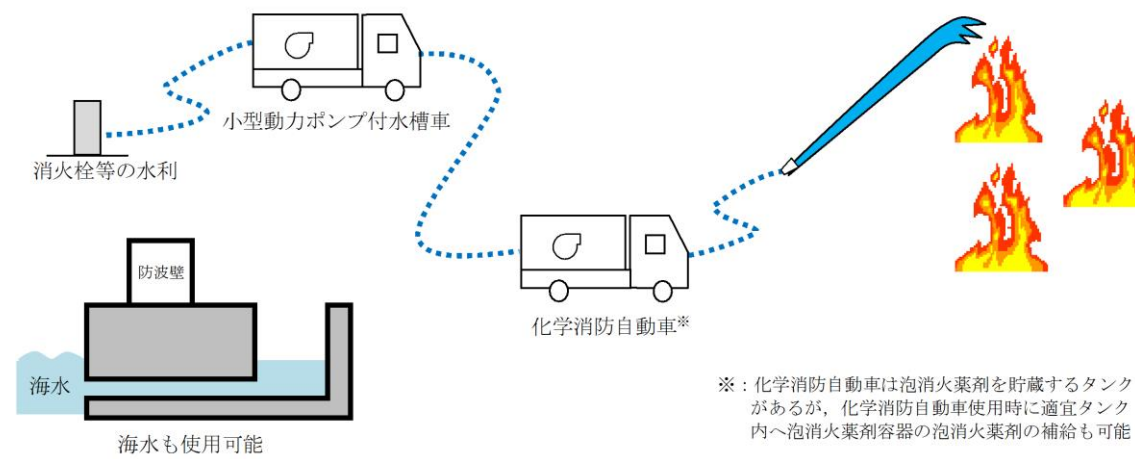 小型動力ポンプ付水槽車
消火栓等の水利
防波壁
化学消防自動車※
海水
海水も使用可能
※：化学消防自動車は泡消火薬剤を貯蔵するタンク
があるが，化学消防自動車使用時に適宜タンク
内へ泡消火薬剤容器の泡消火薬剤の補給も可能